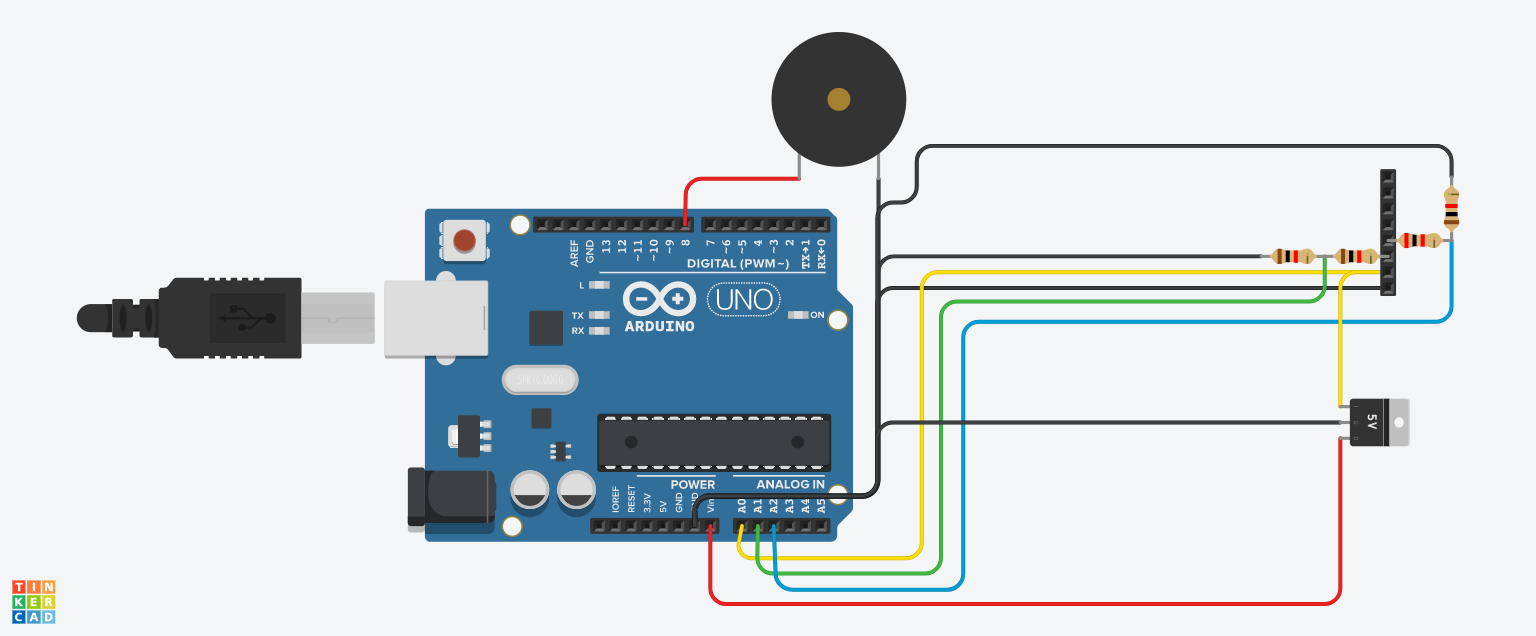 AREF
GND
13
12
~11
~10
~9
8
7
~6
~5
4
~3
2
TX→1
RX←0
DIGITAL (PWM~)
L
TX
RX
ARDUINO
UNO
ON
SPK16.000G
5V
POWER
ANALOG IN
IOREF
RESET
3.3V
5V
GND
Vin
A0
A1
A2
A3
A4
A5
TIN
KER
CAD